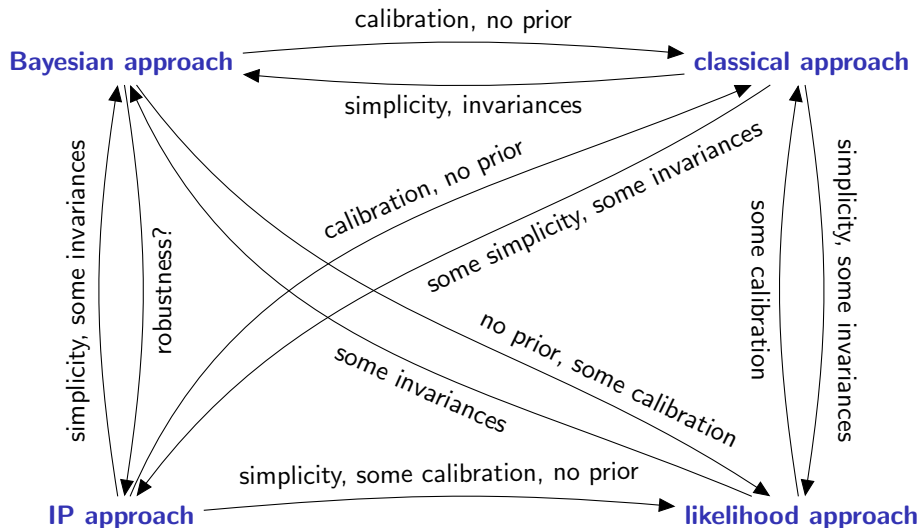 calibration, no prior
Bayesian approach
classical approach
simplicity, invariances
calibration, no prior
some simplicity, some invariances
simplicity, some invariances
robustness?
some calibration
simplicity, some invariances
no prior, some calibration
some invariances
simplicity, some calibration, no prior
IP approach
likelihood approach